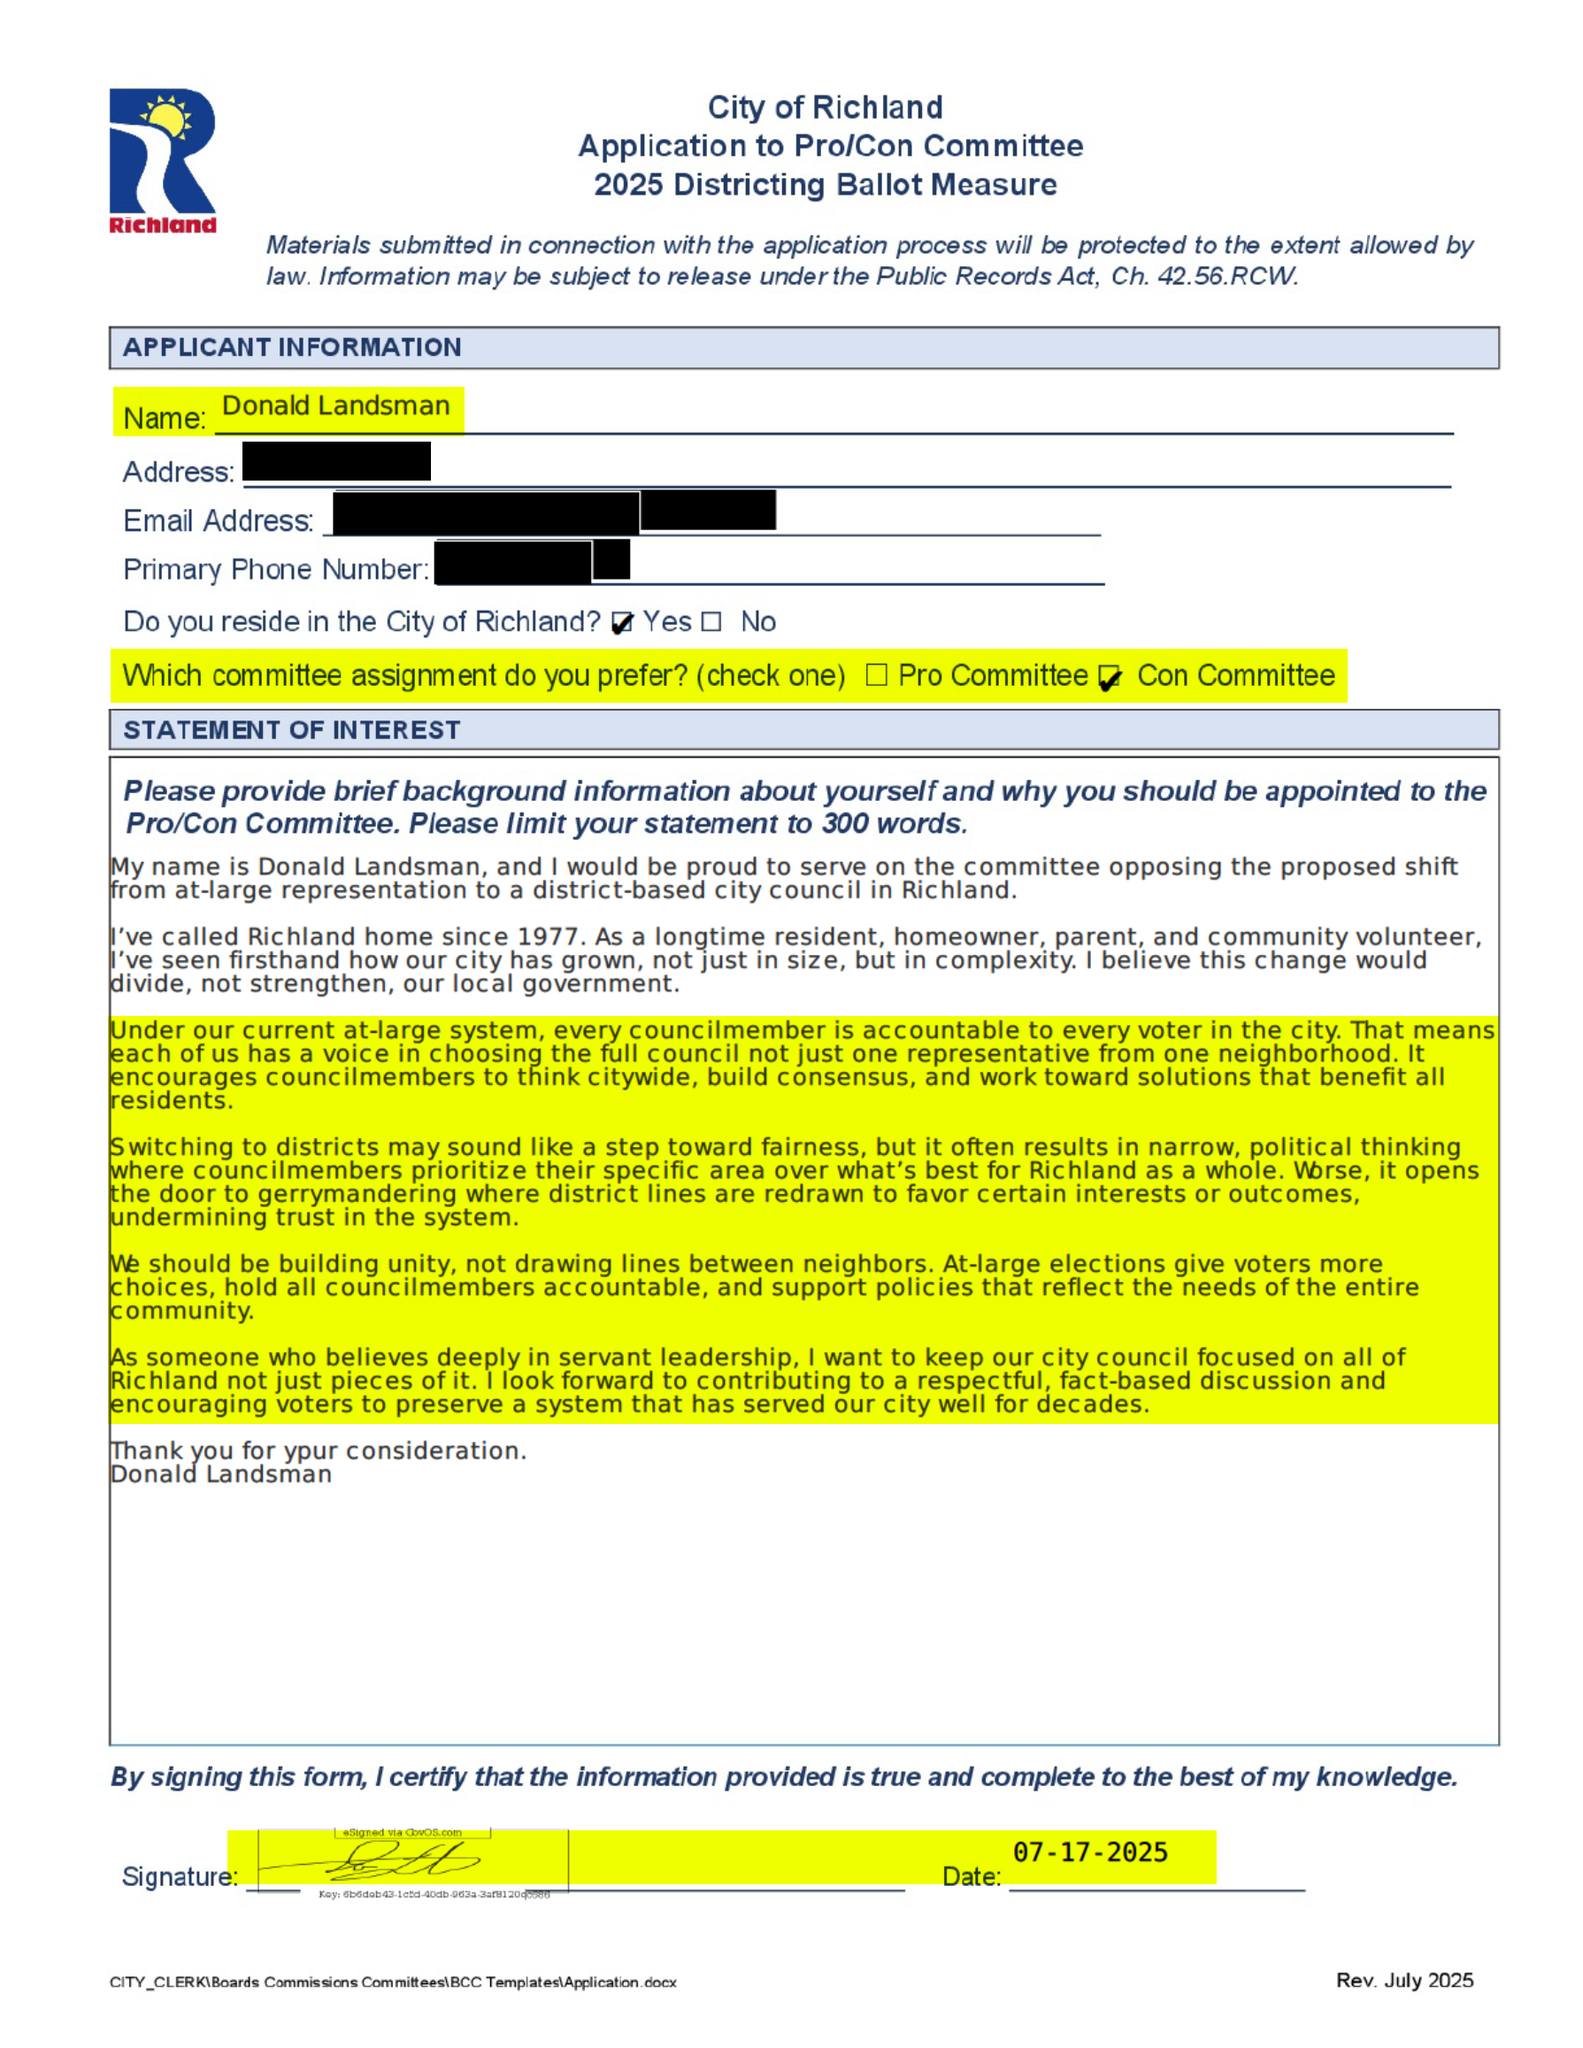 City of Richland
Application to Pro/Con Committee
2025 Districting Ballot Measure
Richland
Materials submitted in connection with the application process will be protected to the extent allowed by
law. Information may be subject to release under the Public Records Act, Ch. 42.56.RCW.
APPLICANT INFORMATION
Name: Donald Landsman
Address:
Email Address:
Primary Phone Number:
Do you reside in the City of Richland? ☑ Yes ☐ No
Which committee assignment do you prefer? (check one) ☐ Pro Committee ☑ Con Committee
STATEMENT OF INTEREST
Please provide brief background information about yourself and why you should be appointed to the
Pro/Con Committee. Please limit your statement to 300 words.
My name is Donald Landsman, and I would be proud to serve on the committee opposing the proposed shift
from at-large representation to a district-based city council in Richland.
I've called Richland home since 1977. As a longtime resident, homeowner, parent, and community volunteer,
I've seen firsthand how our city has grown, not just in size, but in complexity. I believe this change would
divide, not strengthen, our local government.
Under our current at-large system, every councilmember is accountable to every voter in the city. That means
each of us has a voice in choosing the full council not just one representative from one neighborhood. It
encourages councilmembers to think citywide, build consensus, and work toward solutions that benefit all
residents.
Switching to districts may sound like a step toward fairness, but it often results in narrow, political thinking
where councilmembers prioritize their specific area over what's best for Richland as a whole. Worse, it opens
the door to gerrymandering where district lines are redrawn to favor certain interests or outcomes,
undermining trust in the system.
We should be building unity, not drawing lines between neighbors. At-large elections give voters more
choices, hold all councilmembers accountable, and support policies that reflect the needs of the entire
community.
As someone who believes deeply in servant leadership, I want to keep our city council focused on all of
Richland not just pieces of it. I look forward to contributing to a respectful, fact-based discussion and
encouraging voters to preserve a system that has served our city well for decades.
Thank you for ypur consideration.
Donald Landsman
By signing this form, I certify that the information provided is true and complete to the best of my knowledge.
eSigned via GovOS.com
Signature: Date: 07-17-2025
Key:
CITY_CLERK\Boards Commissions Committees\BCC Templates\Application.docx Rev. July 2025